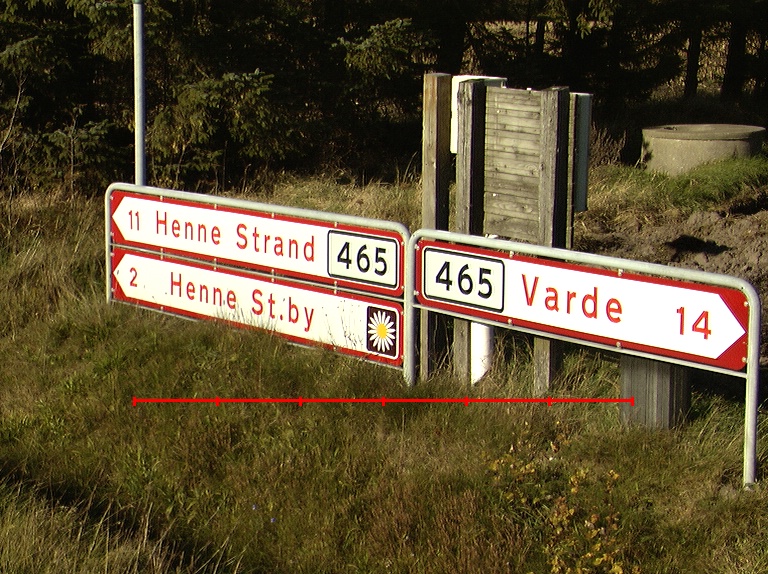 11 Henne Strand 465
2 Henne St.by
465 Varde 14